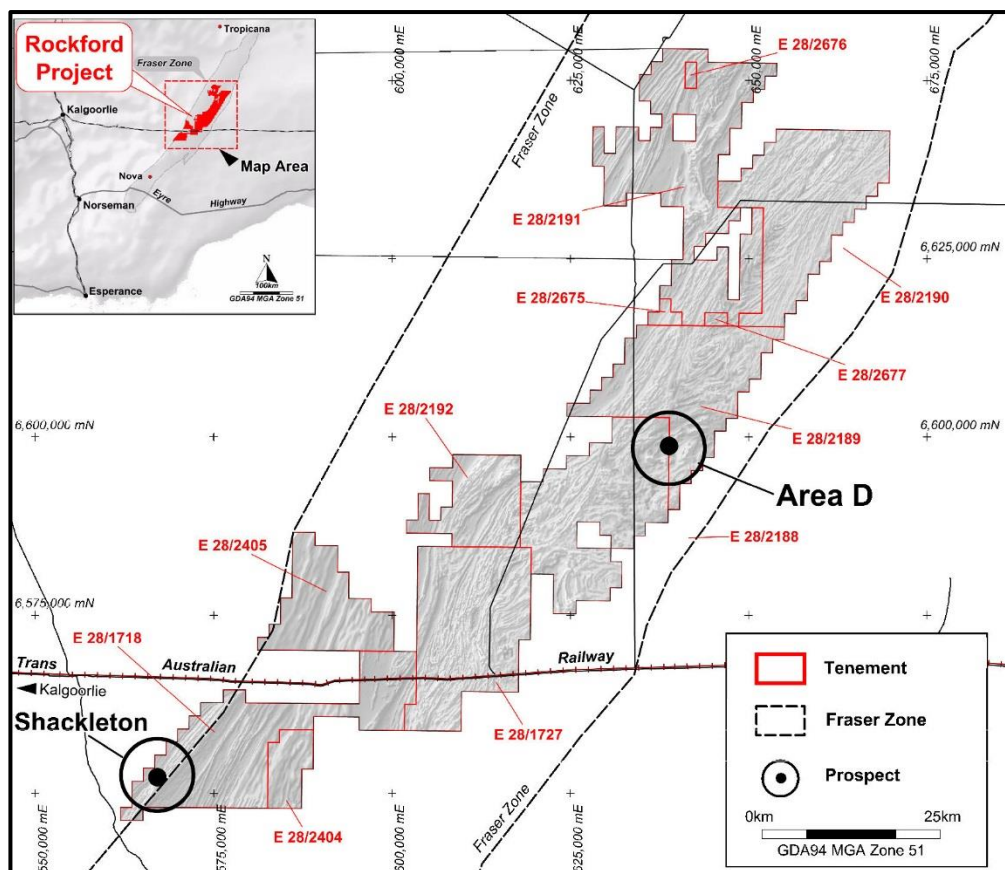 Tropicana
Rockford
Project
Fraser Zone
Kalgoorlie
Map Area
Nova
Eyre
Highway
Norseman
Esperance
N
100km
GDA94 MGA Zone 51
600,000 mE
625,000 mE
650,000 mE
675,000 mE
Fraser Zone
E 28/2676
E 28/2191
6,625,000 mN
E 28/2190
E 28/2675
E 28/2677
E 28/2192
6,600,000 mN
6,600,000 mN
E 28/2189
Area D
E 28/2405
E 28/2188
6,575,000 mN
E 28/1718
Trans Australian Railway
Kalgoorlie
Shackleton
E 28/1727
Fraser Zone
E 28/2404
550,000 mE
575,000 mE
600,000 mE
625,000 mE
Tenement
Fraser Zone
Prospect
0km 25km
GDA94 MGA Zone 51